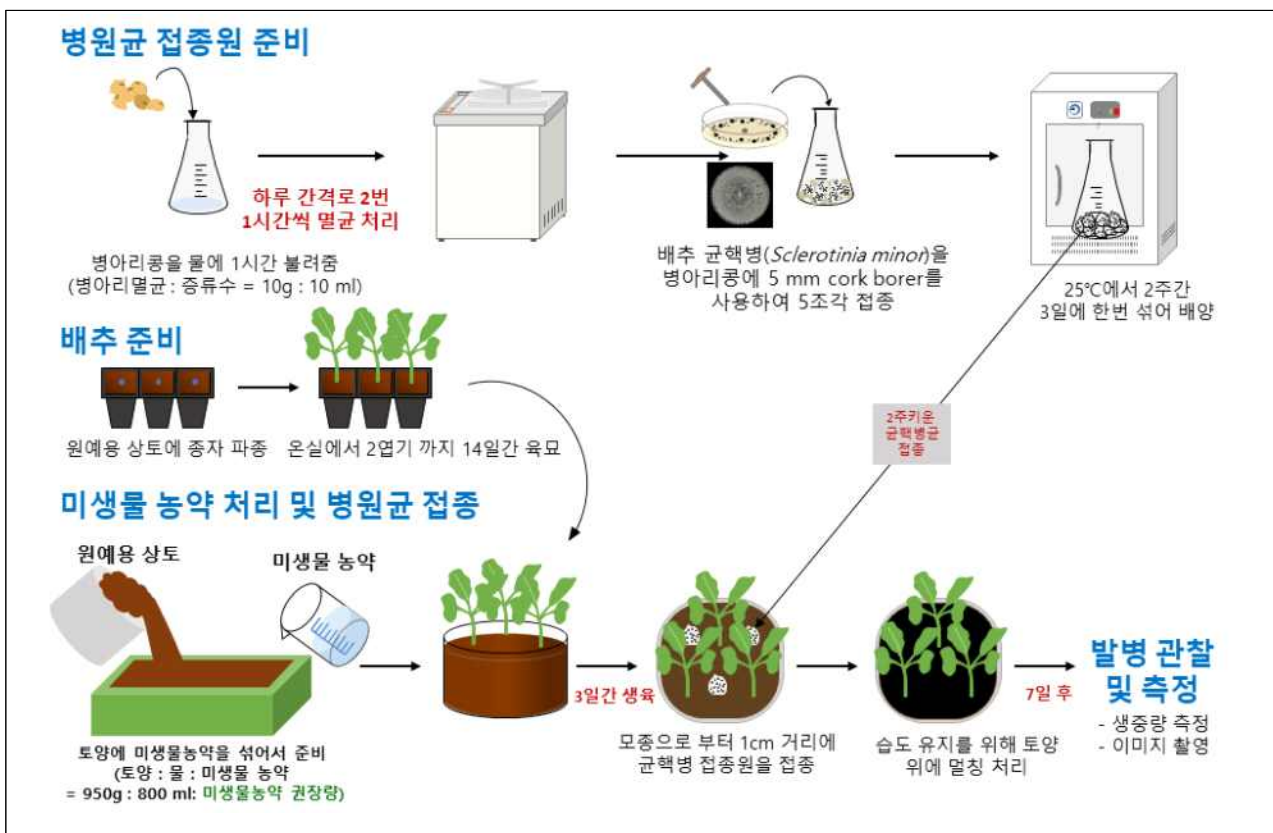 병원균 접종원 준비
하루 간격로 2번
1시간씩 멸균 처리
병아리콩을 물에 1시간 불려줌
(병아리멸균 : 증류수 = 10g : 10 ml)
배추 균핵병(Sclerotinia minor)을
병아리콩에 5 mm cork borer를
사용하여 5조각 접종
25℃에서 2주간
3일에 한번 섞어 배양
배추 준비
원예용 상토에 종자 파종
온실에서 2엽기 까지 14일간 육묘
2주키운
균핵병균
접종
미생물 농약 처리 및 병원균 접종
원예용 상토
미생물 농약
토양에 미생물농약을 섞어서 준비
(토양 : 물 : 미생물 농약
= 950g : 800 ml: 미생물농약 권장량)
3일간 생육
모종으로 부터 1cm 거리에
균핵병 접종원을 접종
습도 유지를 위해 토양
위에 멀칭 처리
7일 후
발병 관찰
및 측정
- 생중량 측정
- 이미지 촬영